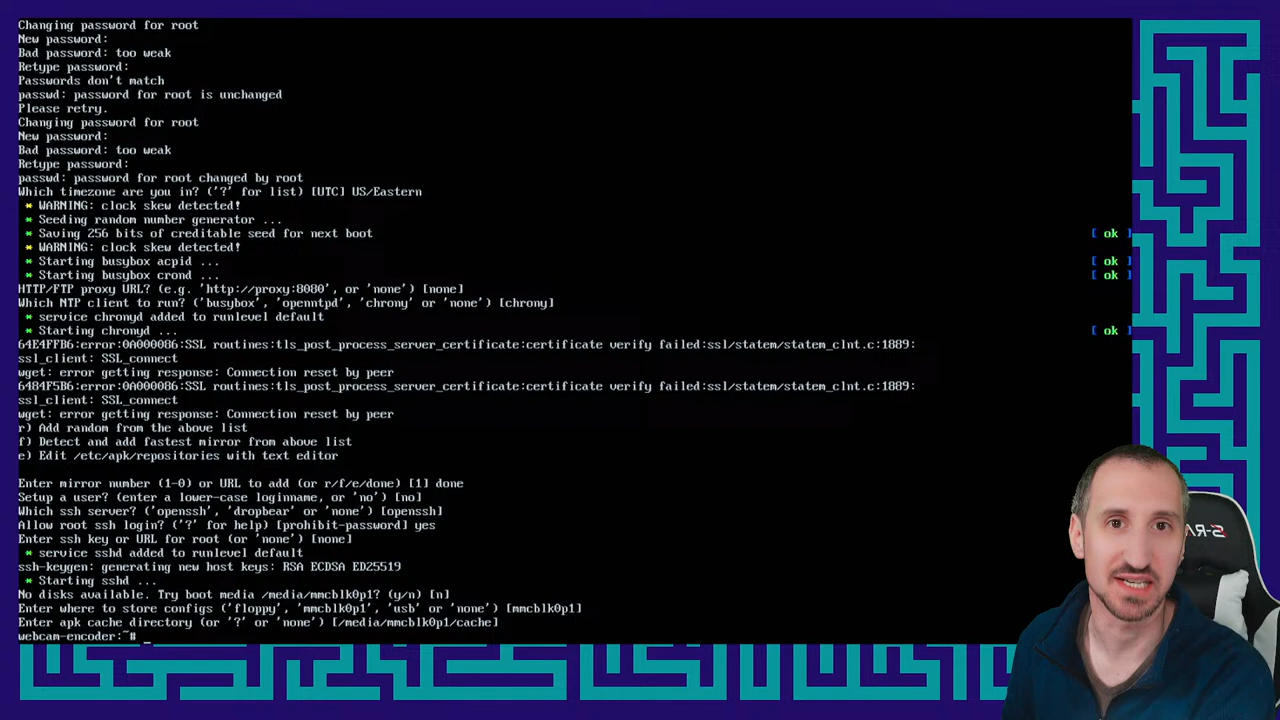 Changing password for root
New password:
Bad password: too weak
Retype password:
Passwords don't match
passwd: password for root is unchanged
Please retry.
Changing password for root
New password:
Bad password: too weak
Retype password:
passwd: password for root changed by root
Which timezone are you in? ('?' for list) [UTC] US/Eastern
* WARNING: clock skew detected!
* Seeding random number generator ...
* Saving 256 bits of creditable seed for next boot [ ok ]
* WARNING: clock skew detected!
* Starting busybox acpid ... [ ok ]
* Starting busybox crond ... [ ok ]
HTTP/FTP proxy URL? (e.g. 'http://proxy:8080', or 'none') [none]
Which NTP client to run? ('busybox', 'openntpd', 'chrony' or 'none') [chrony]
* service chronyd added to runlevel default
* Starting chronyd ... [ ok ]
64E4FFB6:error:0A000086:SSL routines:tls_post_process_server_certificate:certificate verify failed:ssl/statem/statem_clnt.c:1889:
ssl_client: SSL_connect
wget: error getting response: Connection reset by peer
6484F5B6:error:0A000086:SSL routines:tls_post_process_server_certificate:certificate verify failed:ssl/statem/statem_clnt.c:1889:
ssl_client: SSL_connect
wget: error getting response: Connection reset by peer
r) Add random from the above list
f) Detect and add fastest mirror from above list
e) Edit /etc/apk/repositories with text editor
Enter mirror number (1-0) or URL to add (or r/f/e/done) [1] done
Setup a user? (enter a lower-case loginname, or 'no') [no]
Which ssh server? ('openssh', 'dropbear' or 'none') [openssh]
Allow root ssh login? ('?' for help) [prohibit-password] yes
Enter ssh key or URL for root (or 'none') [none]
* service sshd added to runlevel default
ssh-keygen: generating new host keys: RSA ECDSA ED25519
* Starting sshd ...
No disks available. Try boot media /media/mmcblk0p1? (y/n) [n]
Enter where to store configs ('floppy', 'mmcblk0p1', 'usb' or 'none') [mmcblk0p1]
Enter apk cache directory (or '?' or 'none') [/media/mmcblk0p1/cache]
webcam-encoder:~# _